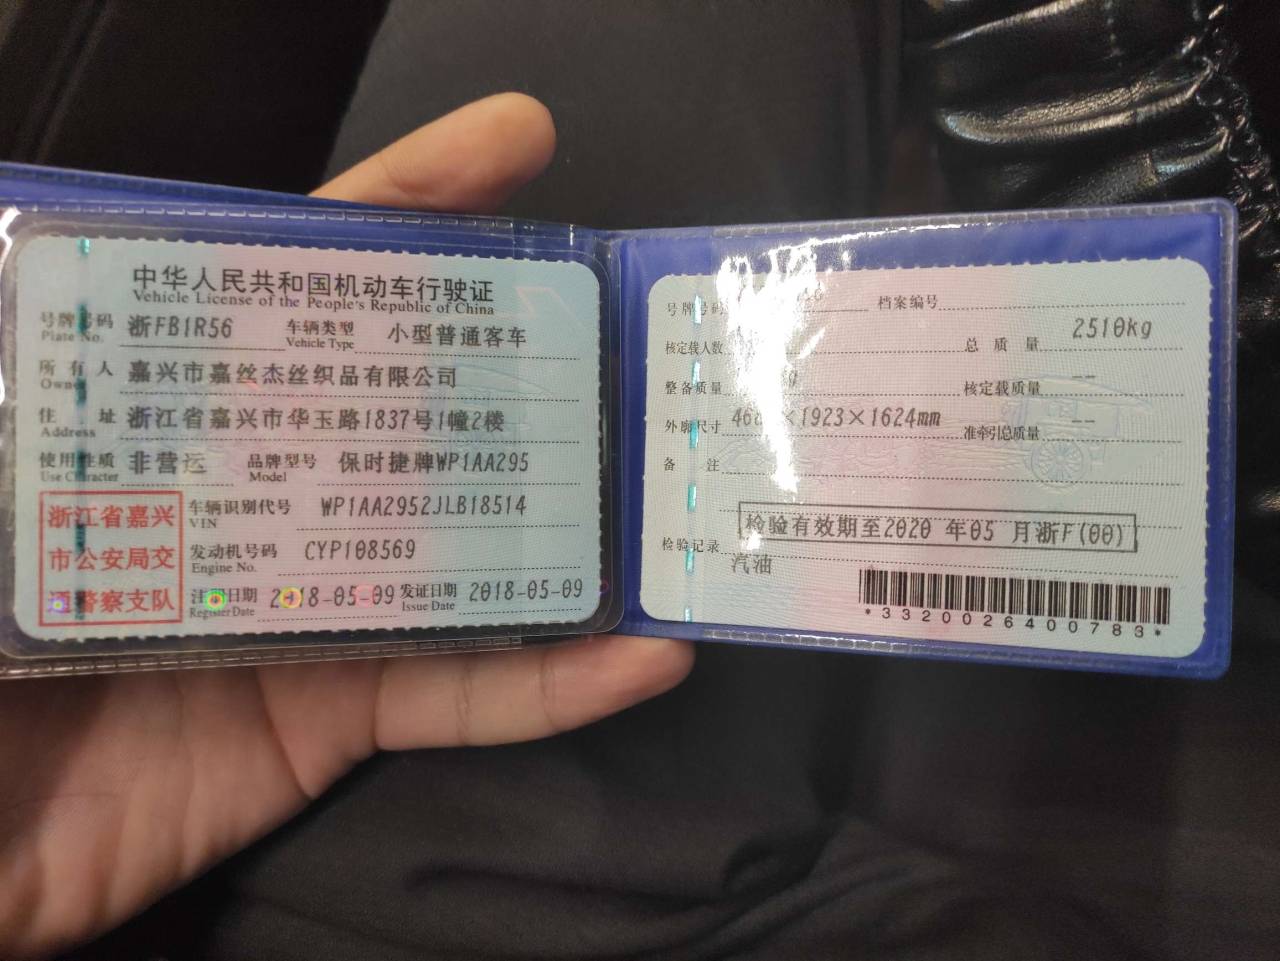 中华人民共和国机动车行驶证
Vehicle License of the People's Republic of China
号牌号码 浙FB1R56 车辆类型 小型普通客车
Plate No. Vehicle Type
所有人 嘉兴市嘉丝杰丝织品有限公司
Owner
住址 浙江省嘉兴市华玉路1837号1幢2楼
Address
使用性质 非营运 品牌型号 保时捷牌WP1AA295
Use Character Model
浙江省嘉兴
市公安局交
通警察支队
车辆识别代号 WP1AA2952JLB18514
VIN
发动机号码 CYP108569
Engine No.
注册日期 2018-05-09 发证日期 2018-05-09
Register Date Issue Date
号牌号码 档案编号
核定载人数 总质量 2510kg
整备质量 核定载质量 --
外廓尺寸 ×1923×1624mm 准牵引总质量 --
备注
检验有效期至2020年05月浙F(00)
检验记录
汽油
*3320026400783*